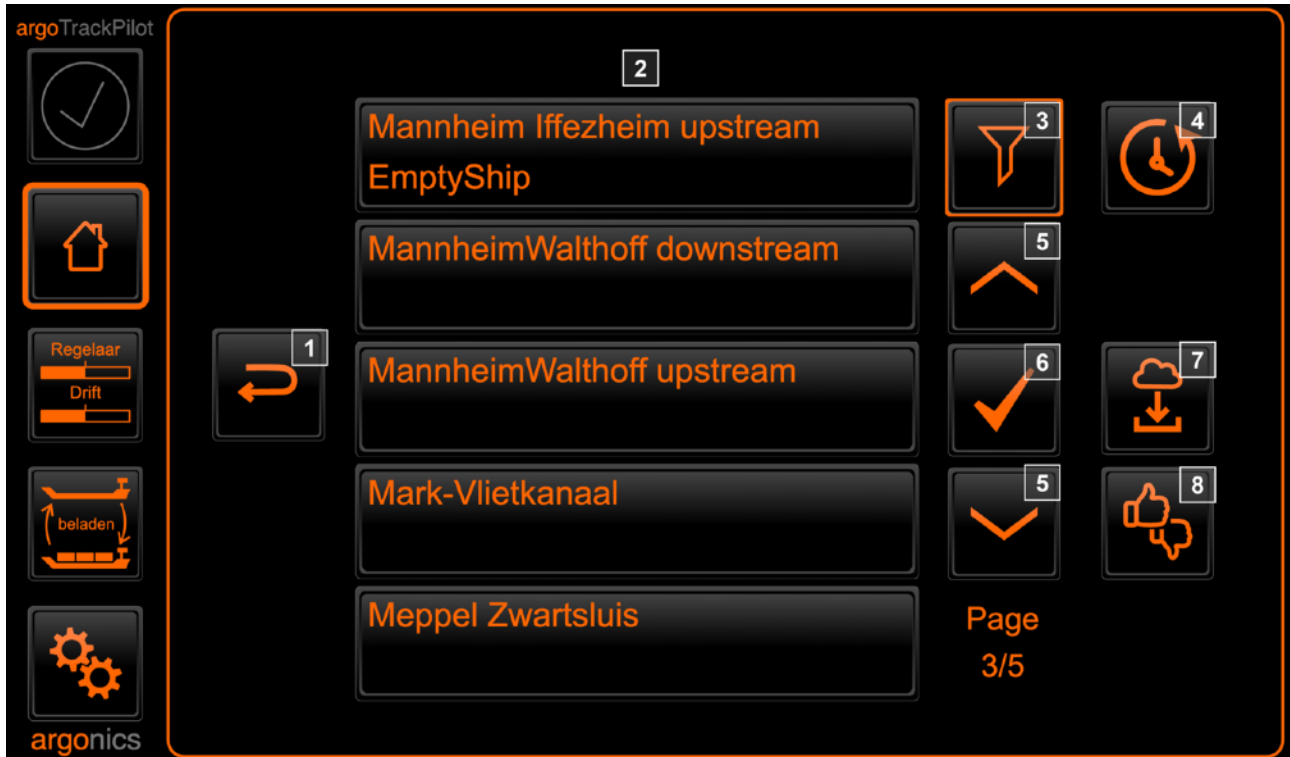 argoTrackPilot
2
Mannheim Iffezheim upstream
EmptyShip
3
4
MannheimWalthoff downstream
5
Regelaar
Drift
1
MannheimWalthoff upstream
6
7
beladen
Mark-Vlietkanaal
5
8
Meppel Zwartsluis
Page
3/5
argonics